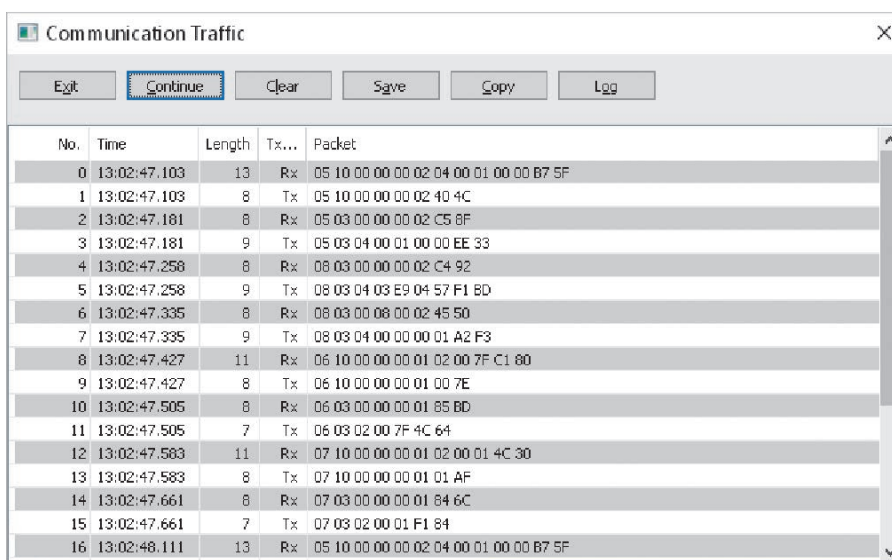 Communication Traffic
Exit Continue Clear Save Copy Log
No. Time Length Tx... Packet
0 13:02:47.103 13 Rx 05 10 00 00 00 02 04 00 01 00 00 B7 5F
1 13:02:47.103 8 Tx 05 10 00 00 00 02 40 4C
2 13:02:47.181 8 Rx 05 03 00 00 00 02 C5 8F
3 13:02:47.181 9 Tx 05 03 04 00 01 00 00 EE 33
4 13:02:47.258 8 Rx 08 03 00 00 00 02 C4 92
5 13:02:47.258 9 Tx 08 03 04 03 E9 04 57 F1 BD
6 13:02:47.335 8 Rx 08 03 00 08 00 02 45 50
7 13:02:47.335 9 Tx 08 03 04 00 00 00 01 A2 F3
8 13:02:47.427 11 Rx 06 10 00 00 00 01 02 00 7F C1 80
9 13:02:47.427 8 Tx 06 10 00 00 00 01 00 7E
10 13:02:47.505 8 Rx 06 03 00 00 00 01 85 BD
11 13:02:47.505 7 Tx 06 03 02 00 7F 4C 64
12 13:02:47.583 11 Rx 07 10 00 00 00 01 02 00 01 4C 30
13 13:02:47.583 8 Tx 07 10 00 00 00 01 01 AF
14 13:02:47.661 8 Rx 07 03 00 00 00 01 84 6C
15 13:02:47.661 7 Tx 07 03 02 00 01 F1 84
16 13:02:48.111 13 Rx 05 10 00 00 00 02 04 00 01 00 00 B7 5F